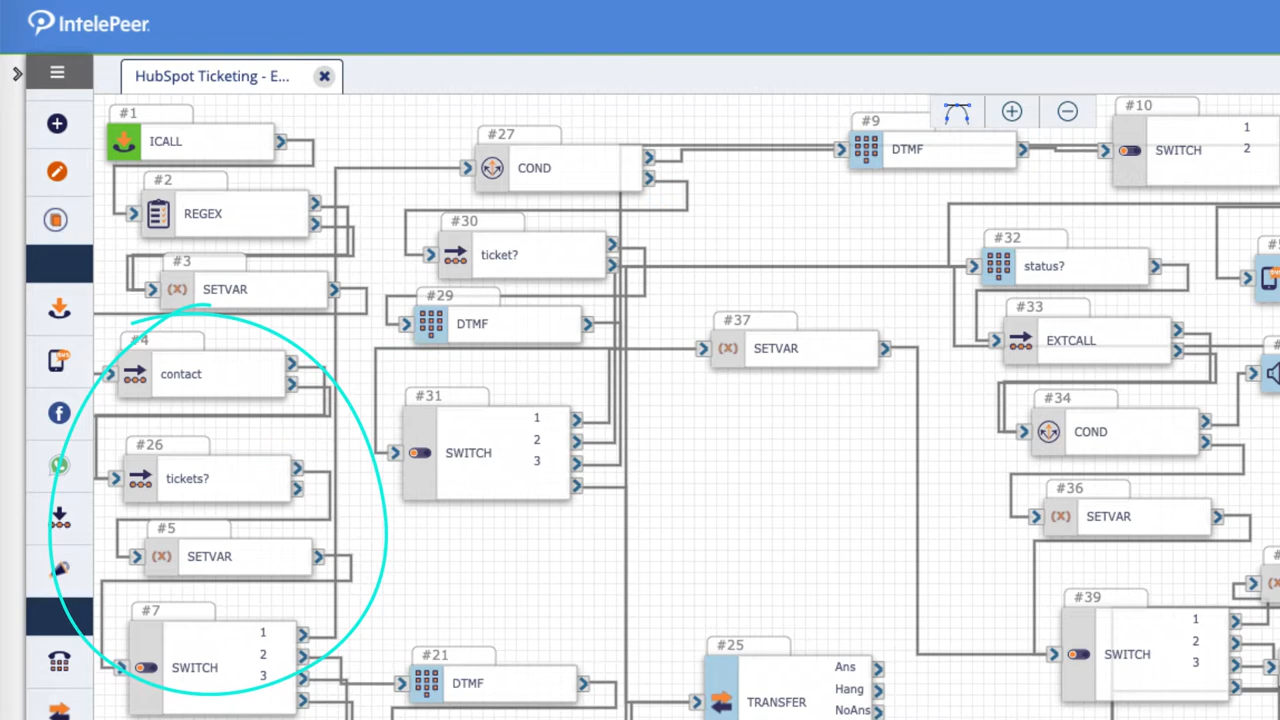 IntelePeer
HubSpot Ticketing - E...
#1
ICALL
#2
REGEX
#3
SETVAR
#4
contact
#26
tickets?
#5
SETVAR
#7
SWITCH
1
2
3
#27
COND
#30
ticket?
#29
DTMF
#31
SWITCH
1
2
3
#21
DTMF
#37
SETVAR
#25
TRANSFER
Ans
Hang
NoAns
#9
DTMF
#10
SWITCH
1
2
#32
status?
#33
EXTCALL
#34
COND
#36
SETVAR
#39
SWITCH
1
2
3